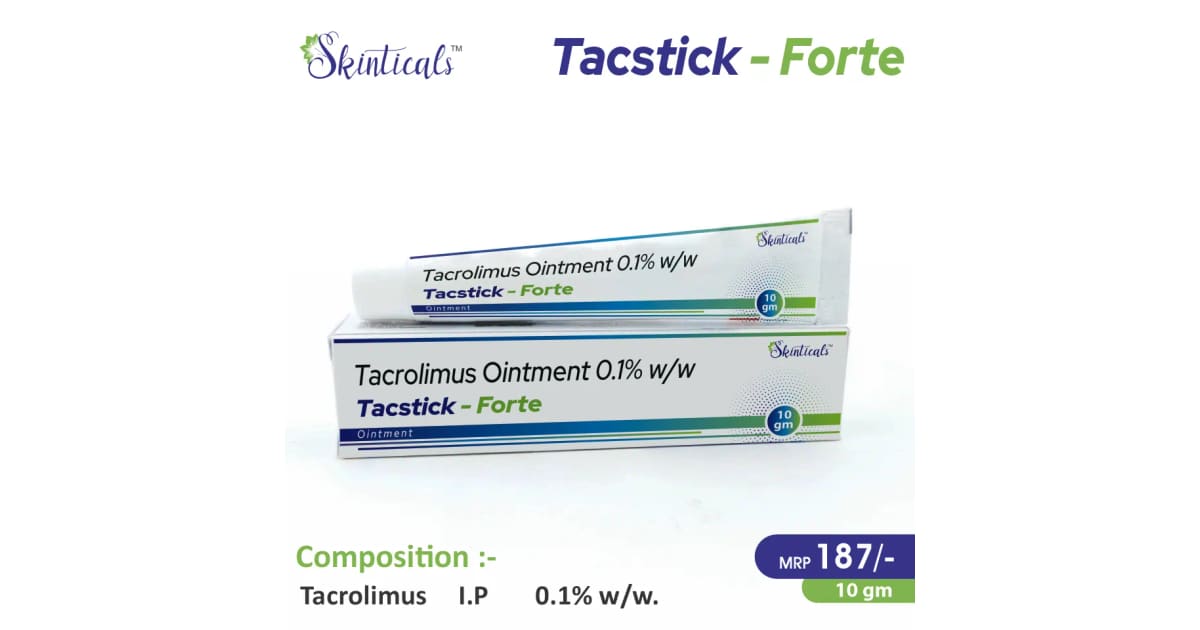 Skinticals™
Tacstick - Forte
Skinticals™
Tacrolimus Ointment 0.1% w/w
Tacstick - Forte
Ointment
10
gm
Skinticals™
Tacrolimus Ointment 0.1% w/w
Tacstick - Forte
Ointment
10
gm
Composition :-
Tacrolimus I.P 0.1% w/w.
MRP 187/-
10 gm